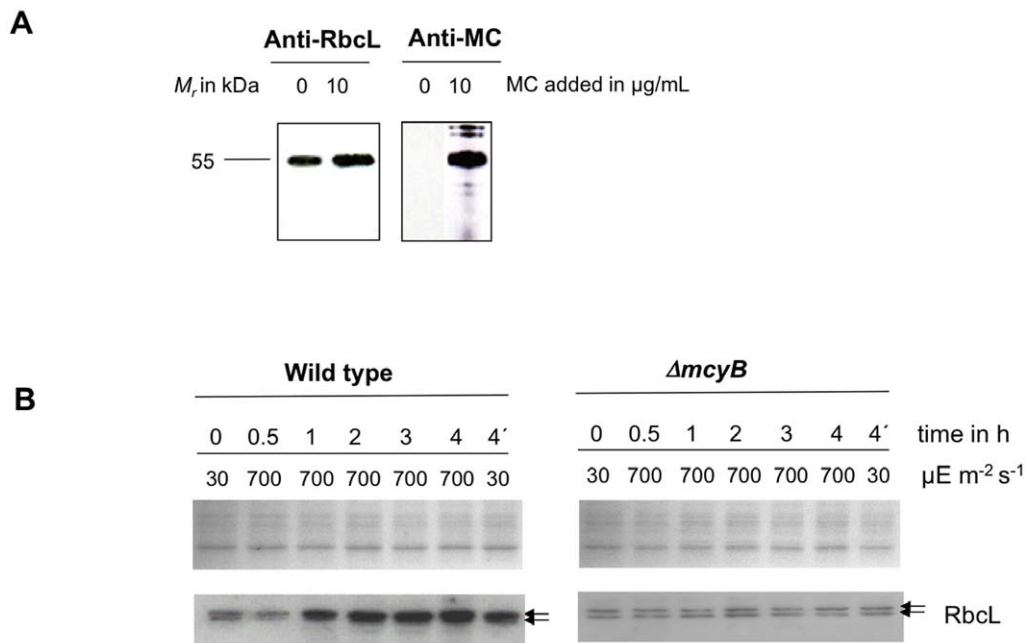 A
Anti-RbcL Anti-MC
Mr in kDa 0 10 0 10 MC added in µg/mL
55
B
Wild type ΔmcyB
0 0.5 1 2 3 4 4´ 0 0.5 1 2 3 4 4´ time in h
30 700 700 700 700 700 30 30 700 700 700 700 700 30 µE m-2 s-1
RbcL